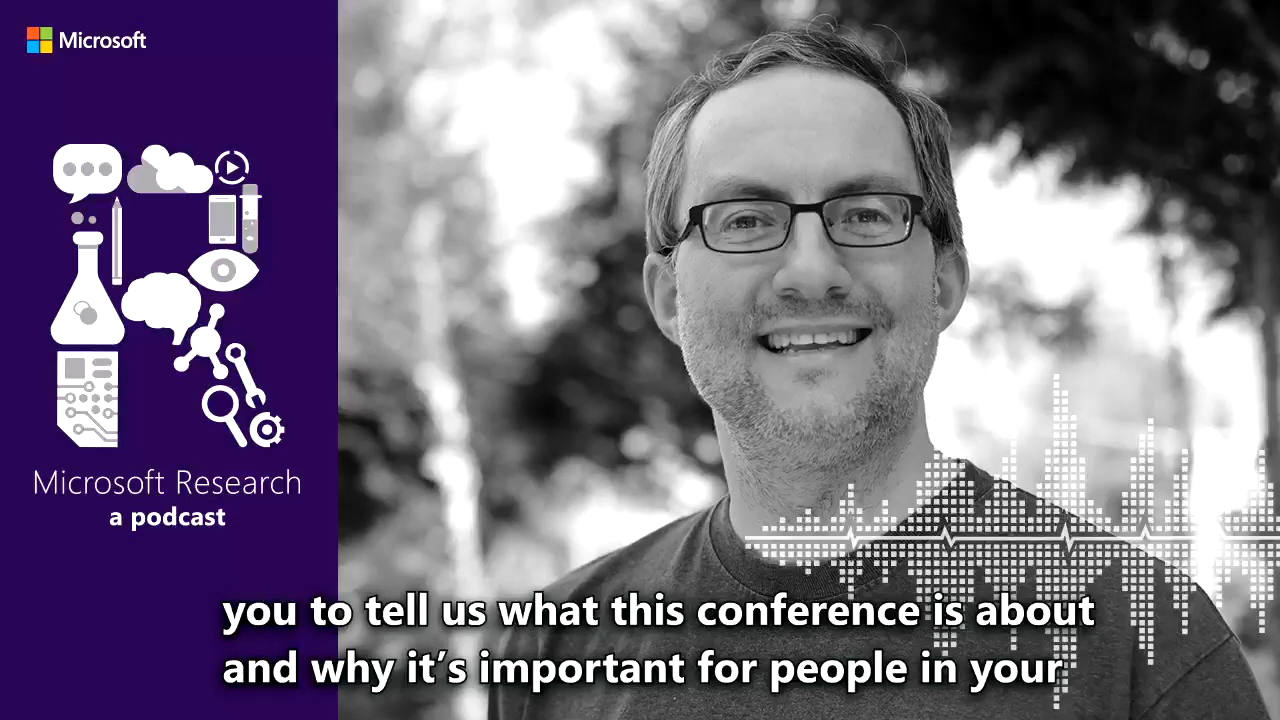 Microsoft
Microsoft Research
a podcast
you to tell us what this conference is about
and why it’s important for people in your